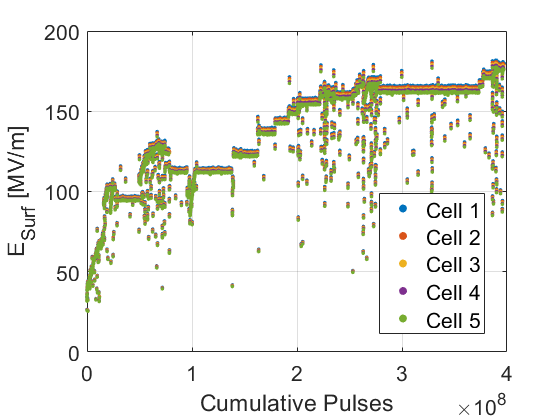 200
150
100
50
0
E_Surf [MV/m]
Cell 1
Cell 2
Cell 3
Cell 4
Cell 5
0 1 2 3 4
Cumulative Pulses
×10^8